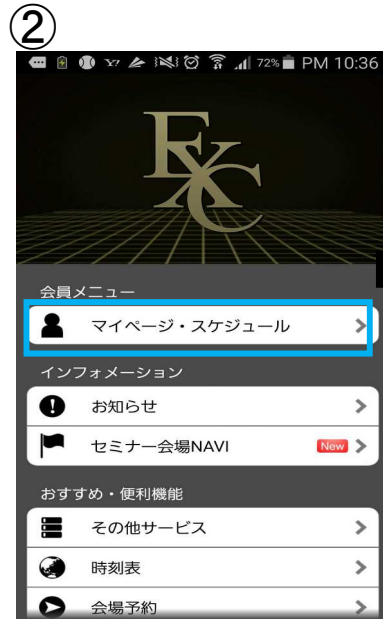 ②
72% PM 10:36
EXC
会員メニュー
マイページ・スケジュール
インフォメーション
お知らせ
セミナー会場NAVI New
おすすめ・便利機能
その他サービス
時刻表
会場予約